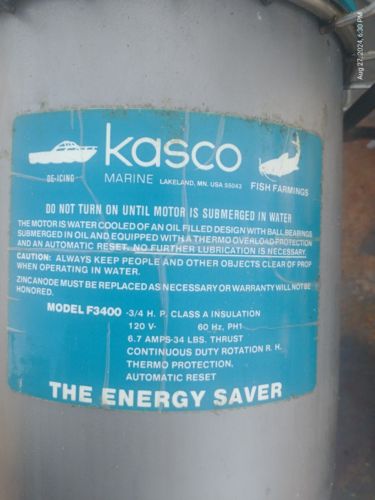 Aug 27, 2024, 6:30 PM
kasco
MARINE LAKELAND, MN. USA 55043
DE-ICING
FISH FARMINGS
DO NOT TURN ON UNTIL MOTOR IS SUBMERGED IN WATER
THE MOTOR IS WATER COOLED OF AN OIL FILLED DESIGN WITH BALL BEARINGS
SUBMERGED IN OIL AND EQUIPPED WITH A THERMO OVERLOAD PROTECTION
AND AN AUTOMATIC RESET. NO FURTHER LUBRICATION IS NECESSARY.
CAUTION: ALWAYS KEEP PEOPLE AND OTHER OBJECTS CLEAR OF PROP
WHEN OPERATING IN WATER.
ZINC ANODE MUST BE REPLACED AS NECESSARY OR WARRANTY WILL NOT BE
HONORED.
MODEL F3400 -3/4 H. P. CLASS A INSULATION
120 V- 60 Hz, PH1
6.7 AMPS-34 LBS. THRUST
CONTINUOUS DUTY ROTATION R. H.
THERMO PROTECTION.
AUTOMATIC RESET
THE ENERGY SAVER